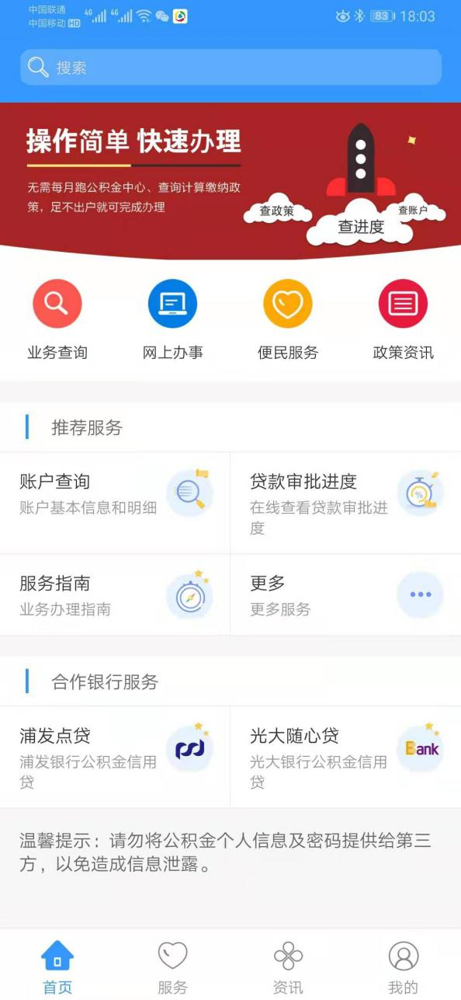 中国联通
中国移动 HD
4G 4G
83 18:03
搜索
操作简单 快速办理
无需每月跑公积金中心、查询计算缴纳政
策，足不出户就可完成办理
查政策
查进度
查账户
业务查询 网上办事 便民服务 政策资讯
推荐服务
账户查询
账户基本信息和明细
贷款审批进度
在线查看贷款审批进
度
%
服务指南
业务办理指南
更多
更多服务
合作银行服务
浦发点贷
浦发银行公积金信用
贷
光大随心贷
光大银行公积金信用
贷
Bank
温馨提示：请勿将公积金个人信息及密码提供给第三
方，以免造成信息泄露。
首页 服务 资讯 我的